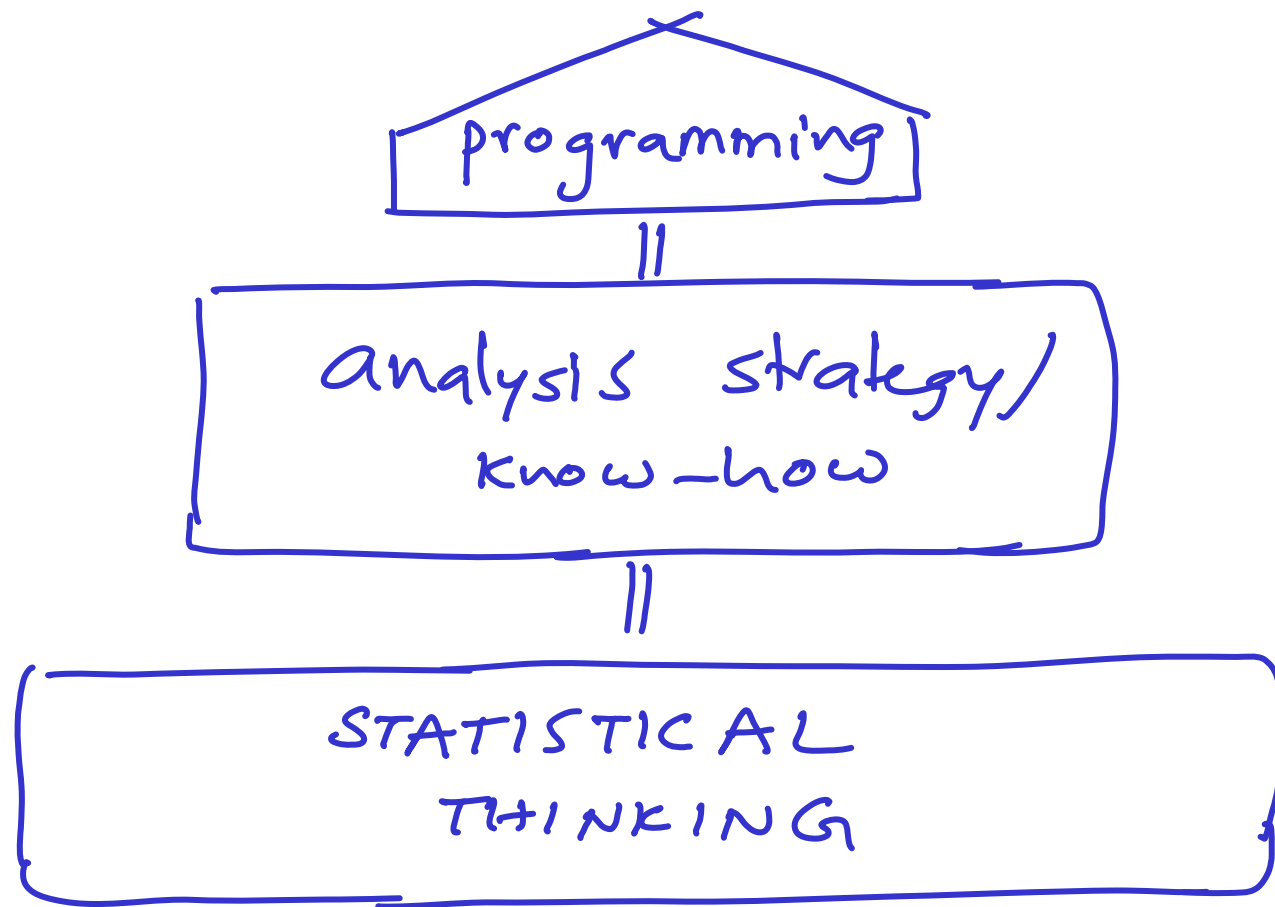 programming
analysis strategy/
know-how
STATISTICAL
THINKING